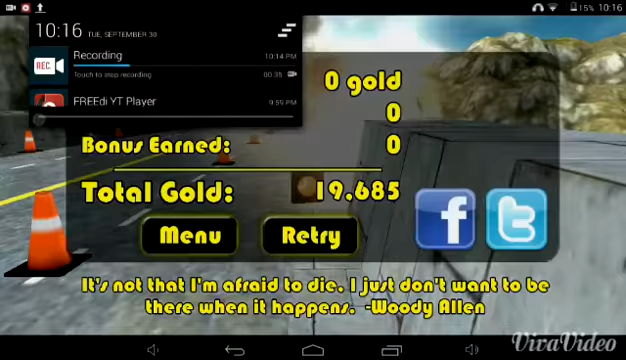 15% 10:16
10:16 TUE, SEPTEMBER 30
Recording 10:14 PM
REC. Touch to stop recording 00:35
FREEdi YT Player 9:55 PM
0 gold
0
Bonus Earned: 0
Total Gold: 19,685
Menu Retry
It's not that I'm afraid to die. I just don't want to be
there when it happens. -Woody Allen
VivaVideo